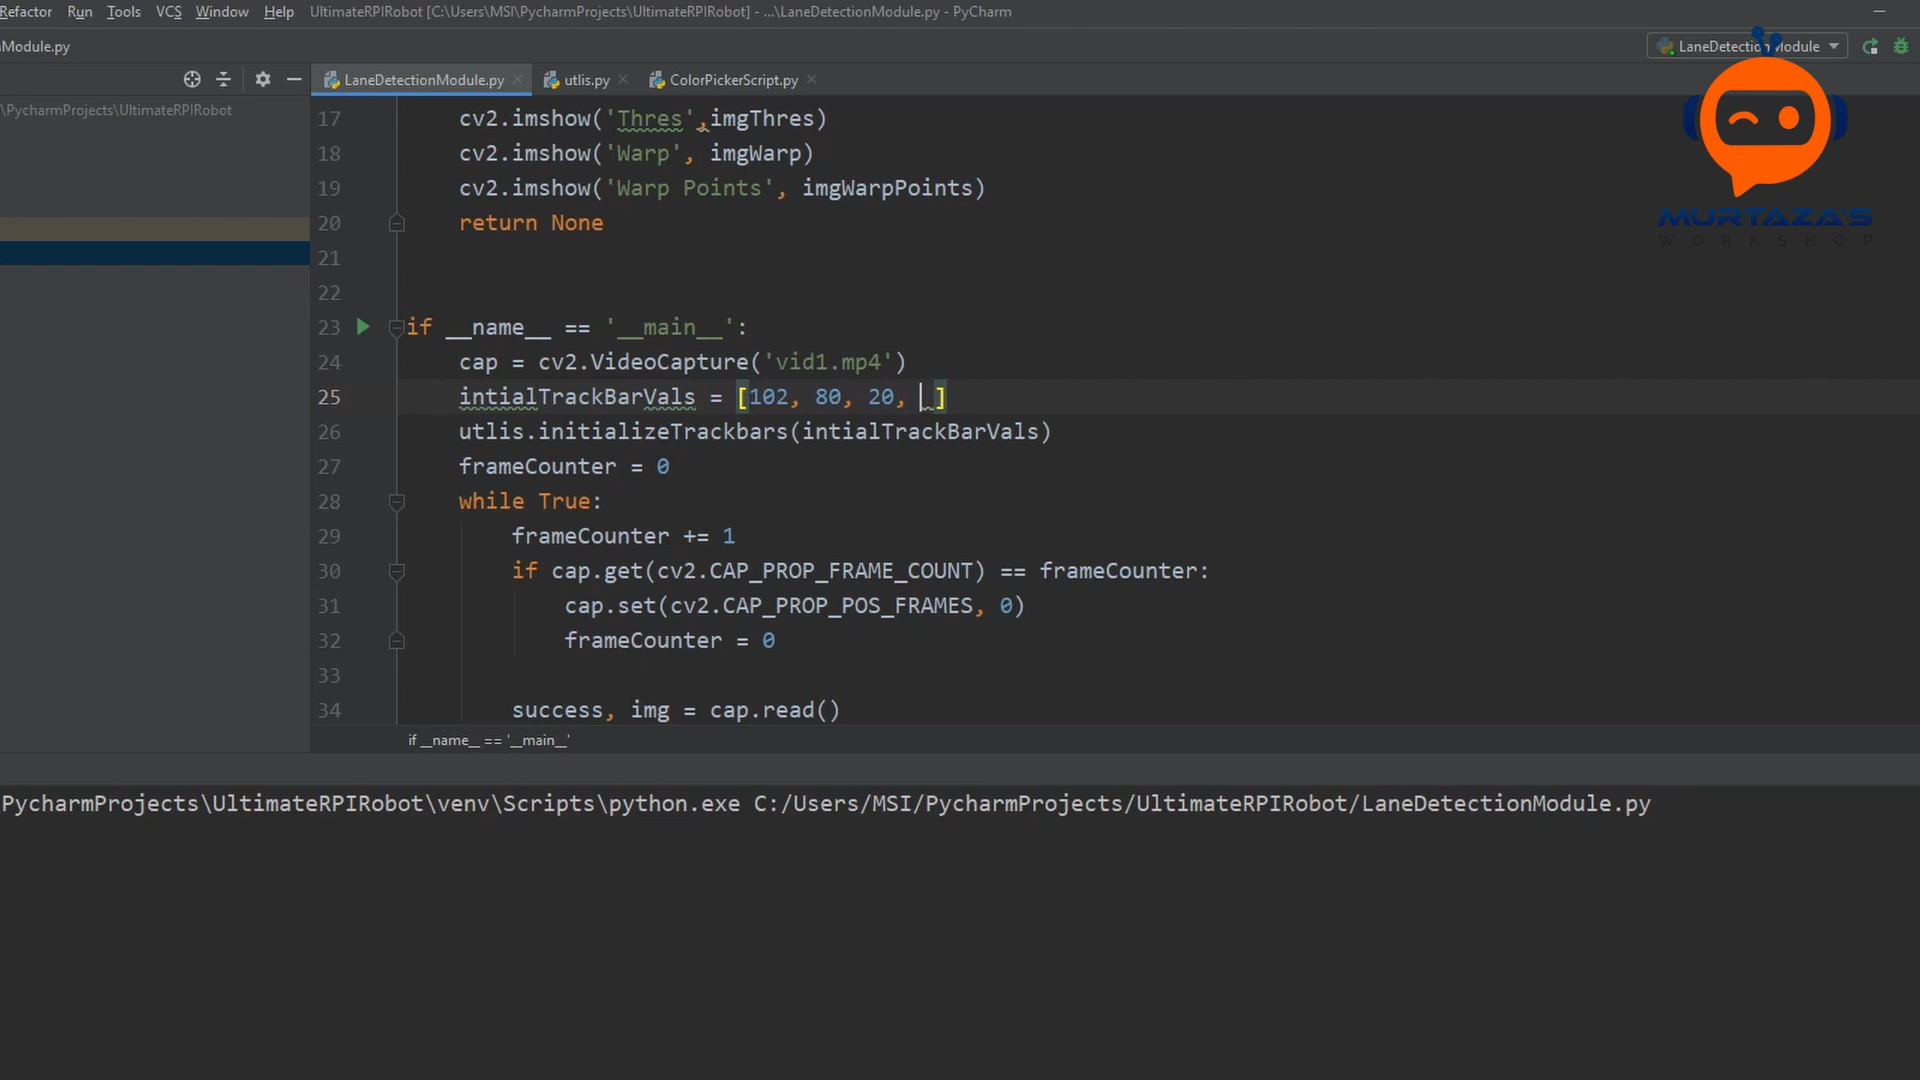 Refactor Run Tools VCS Window Help UltimateRPIRobot [C:\Users\MSI\PycharmProjects\UltimateRPIRobot] - ...\LaneDetectionModule.py - PyCharm
nModule.py LaneDetectionModule
LaneDetectionModule.py utlis.py ColorPickerScript.py
\PycharmProjects\UltimateRPIRobot
MURTAZA'S
WORKSHOP
17 cv2.imshow('Thres',imgThres)
18 cv2.imshow('Warp', imgWarp)
19 cv2.imshow('Warp Points', imgWarpPoints)
20 return None
21
22
23 if __name__ == '__main__':
24 cap = cv2.VideoCapture('vid1.mp4')
25 intialTrackBarVals = [102, 80, 20, ]
26 utlis.initializeTrackbars(intialTrackBarVals)
27 frameCounter = 0
28 while True:
29 frameCounter += 1
30 if cap.get(cv2.CAP_PROP_FRAME_COUNT) == frameCounter:
31 cap.set(cv2.CAP_PROP_POS_FRAMES, 0)
32 frameCounter = 0
33
34 success, img = cap.read()
if __name__ == '__main__'
PycharmProjects\UltimateRPIRobot\venv\Scripts\python.exe C:/Users/MSI/PycharmProjects/UltimateRPIRobot/LaneDetectionModule.py